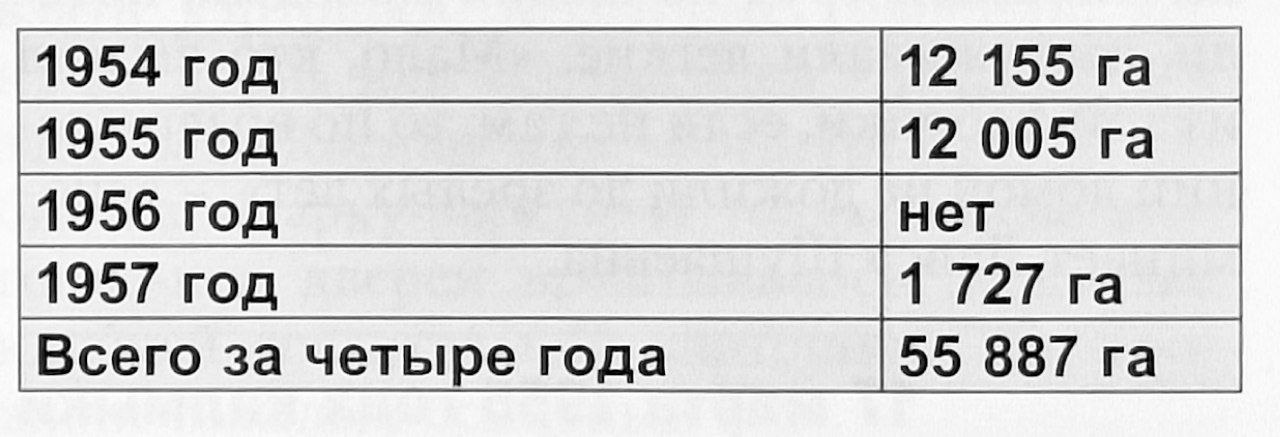 1954 год 12 155 га
1955 год 12 005 га
1956 год нет
1957 год 1 727 га
Всего за четыре года 55 887 га